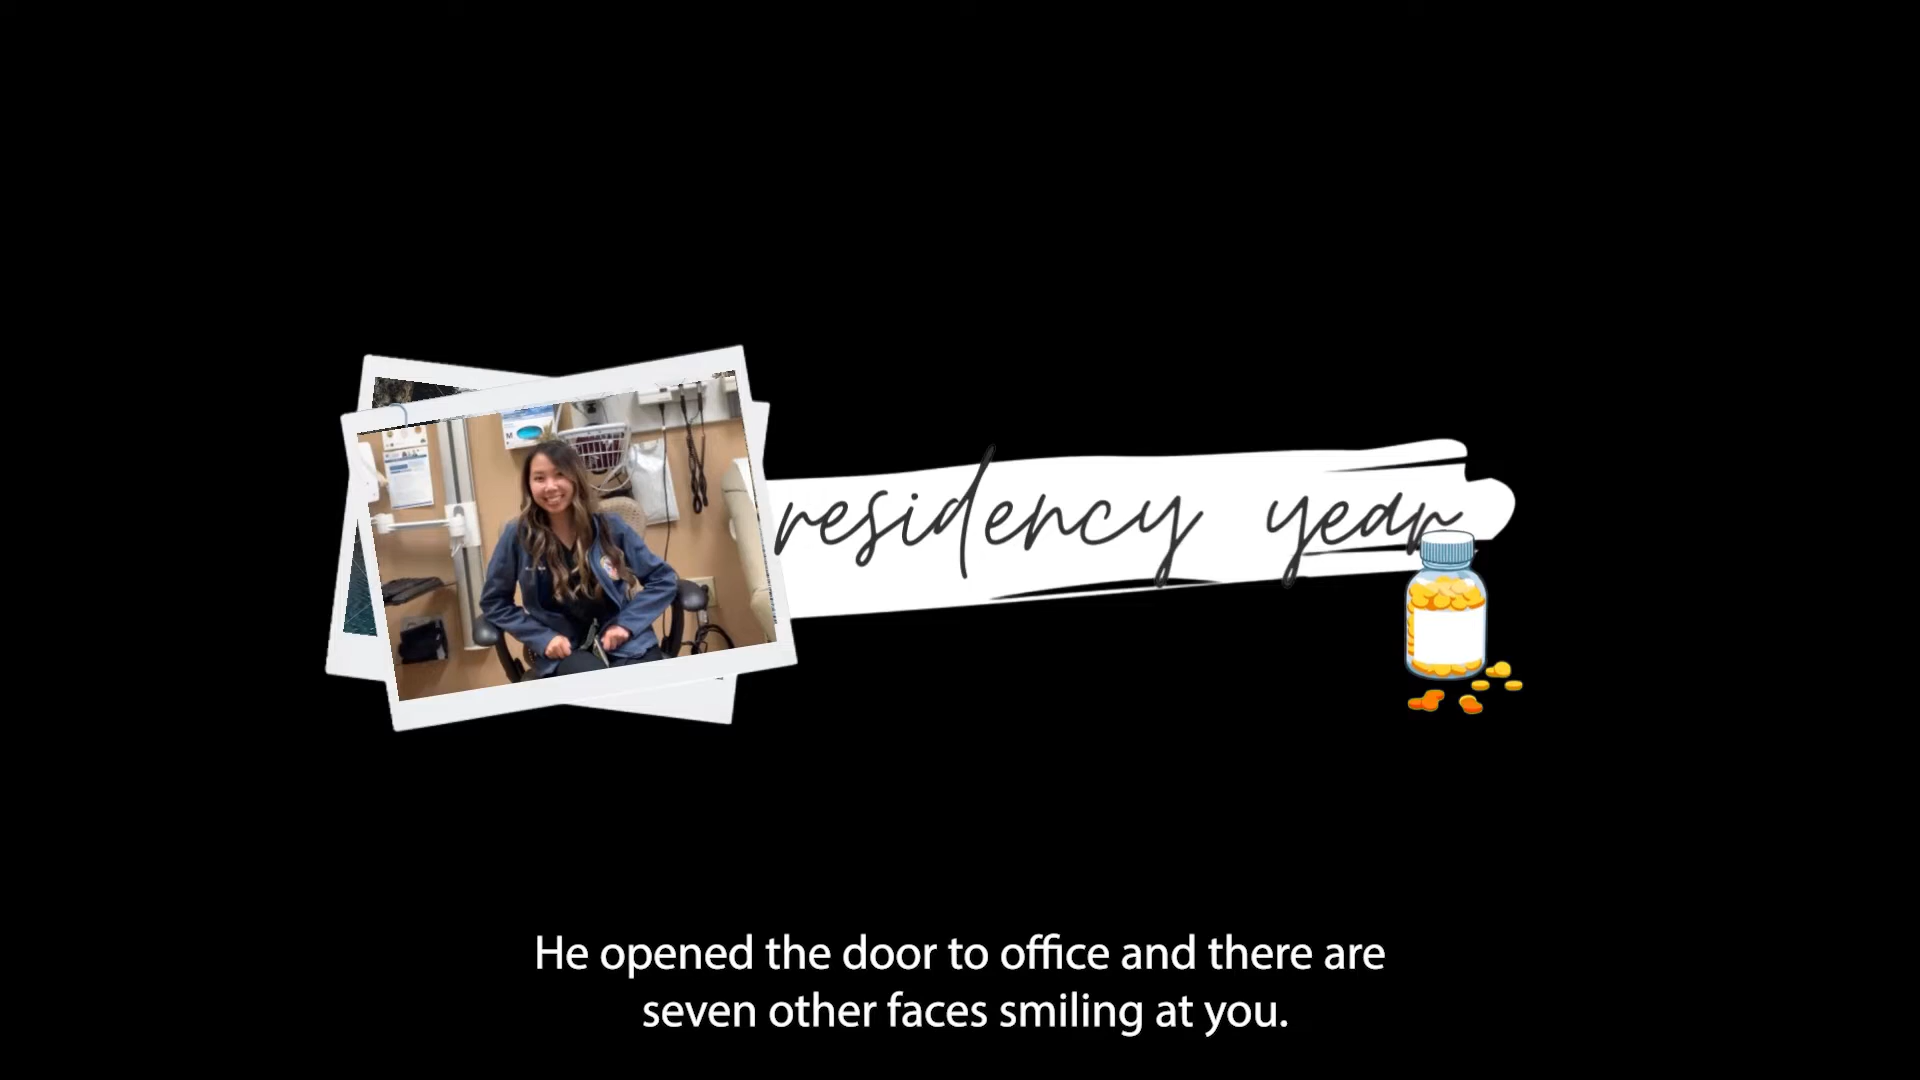 residency year
He opened the door to office and there are
seven other faces smiling at you.